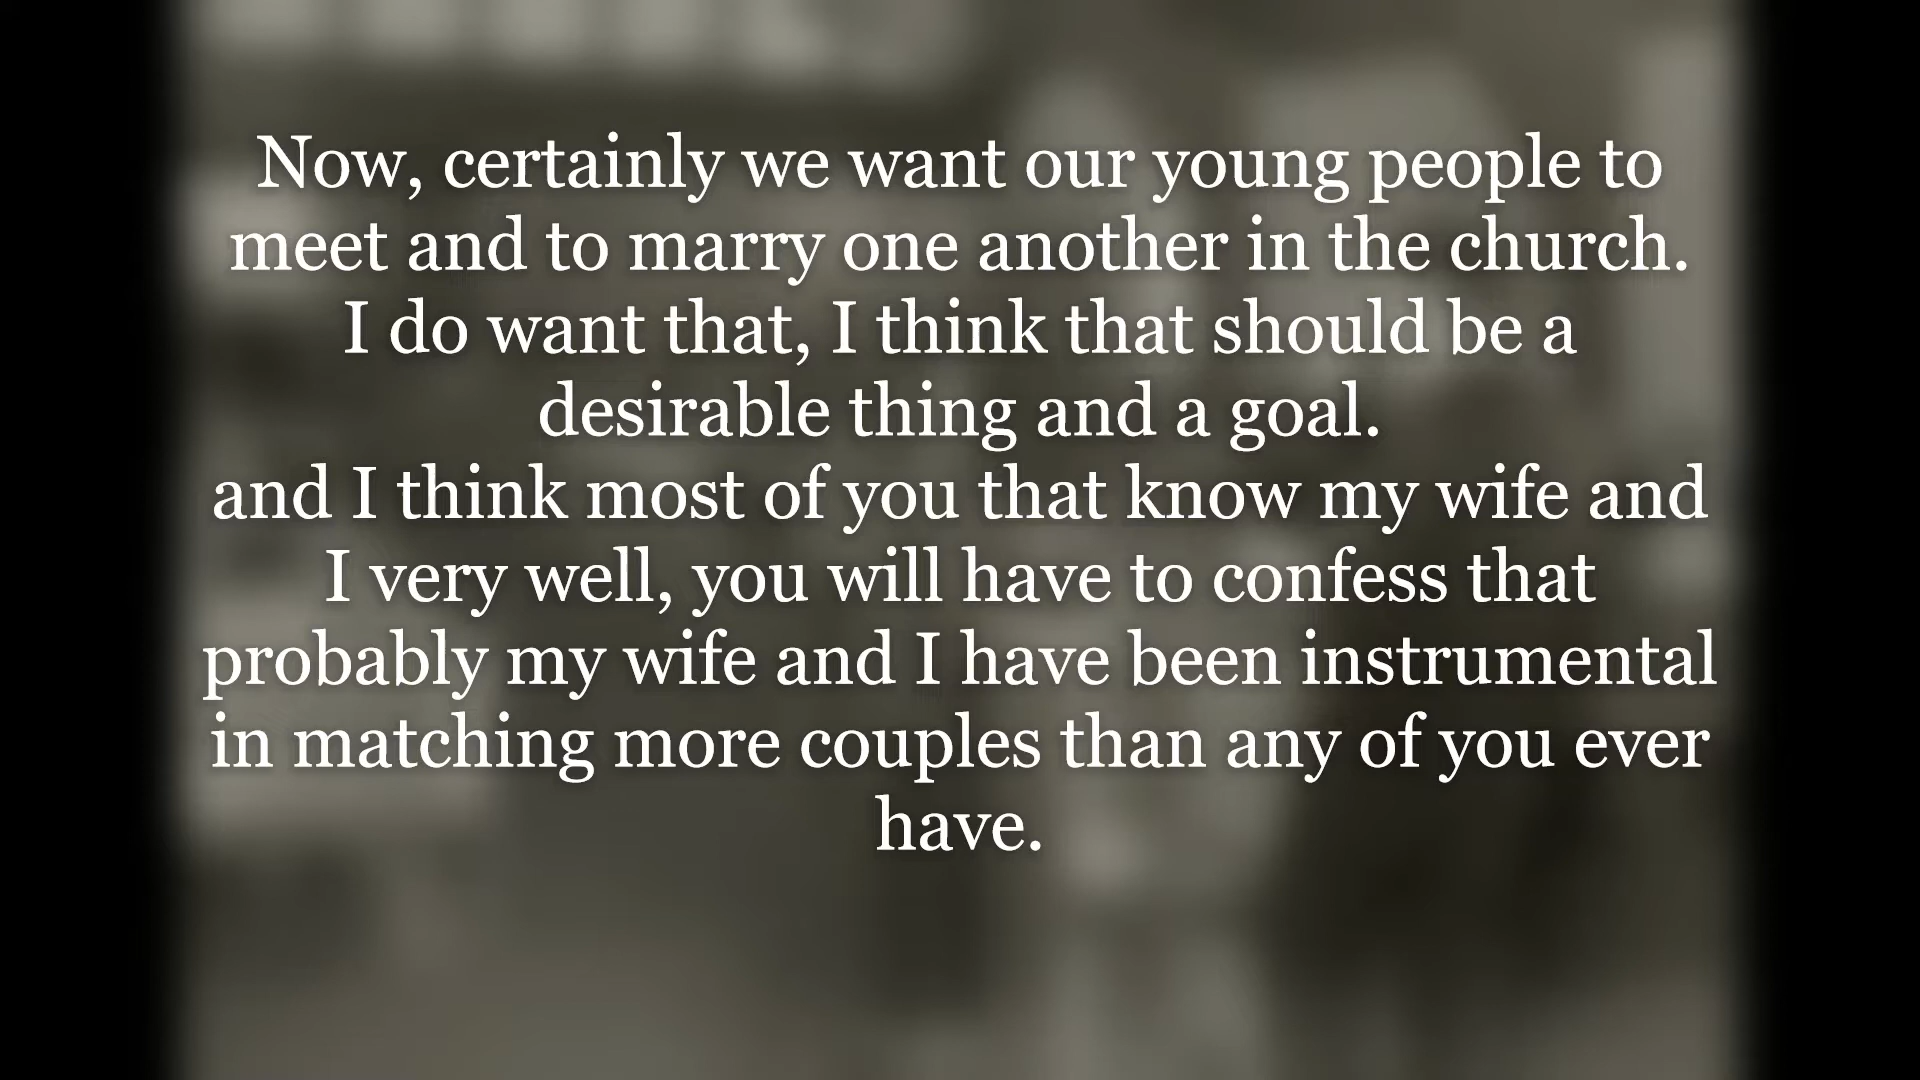 Now, certainly we want our young people to
meet and to marry one another in the church.
I do want that, I think that should be a
desirable thing and a goal.
and I think most of you that know my wife and
I very well, you will have to confess that
probably my wife and I have been instrumental
in matching more couples than any of you ever
have.